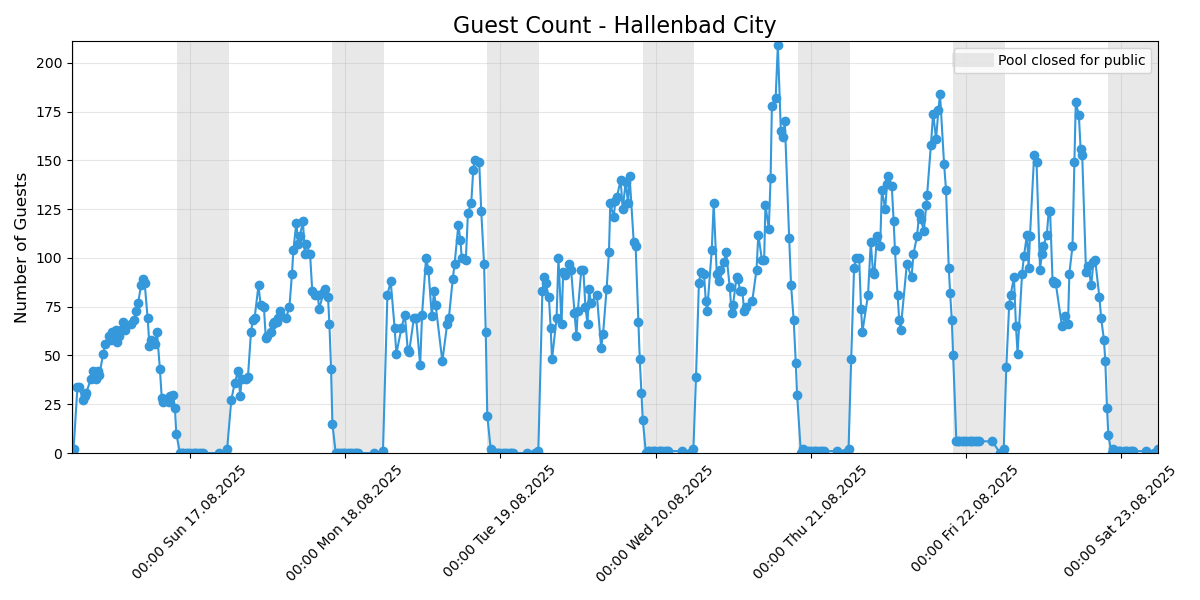 Guest Count - Hallenbad City
Pool closed for public
Number of Guests
200
175
150
125
100
75
50
25
0
00:00 Sun 17.08.2025
00:00 Mon 18.08.2025
00:00 Tue 19.08.2025
00:00 Wed 20.08.2025
00:00 Thu 21.08.2025
00:00 Fri 22.08.2025
00:00 Sat 23.08.2025